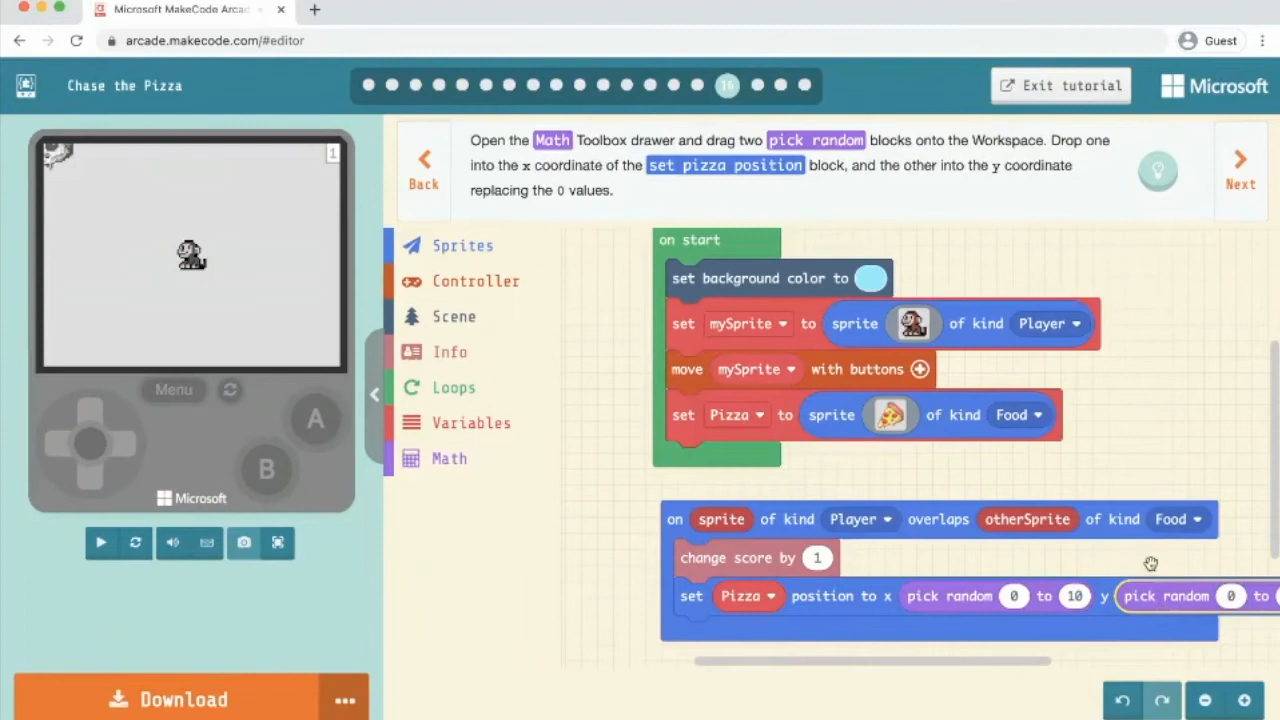 Microsoft MakeCode Arcad
arcade.makecode.com/#editor
Guest
Chase the Pizza
16
Exit tutorial
Microsoft
Back
Open the Math Toolbox drawer and drag two pick random blocks onto the Workspace. Drop one
into the x coordinate of the set pizza position block, and the other into the y coordinate
replacing the 0 values.
Next
1
Menu
A
B
Microsoft
Download
Sprites
Controller
Scene
Info
Loops
Variables
Math
on start
set background color to
set mySprite to sprite of kind Player
move mySprite with buttons
set Pizza to sprite of kind Food
on sprite of kind Player overlaps otherSprite of kind Food
change score by 1
set Pizza position to x pick random 0 to 10 y pick random 0 to